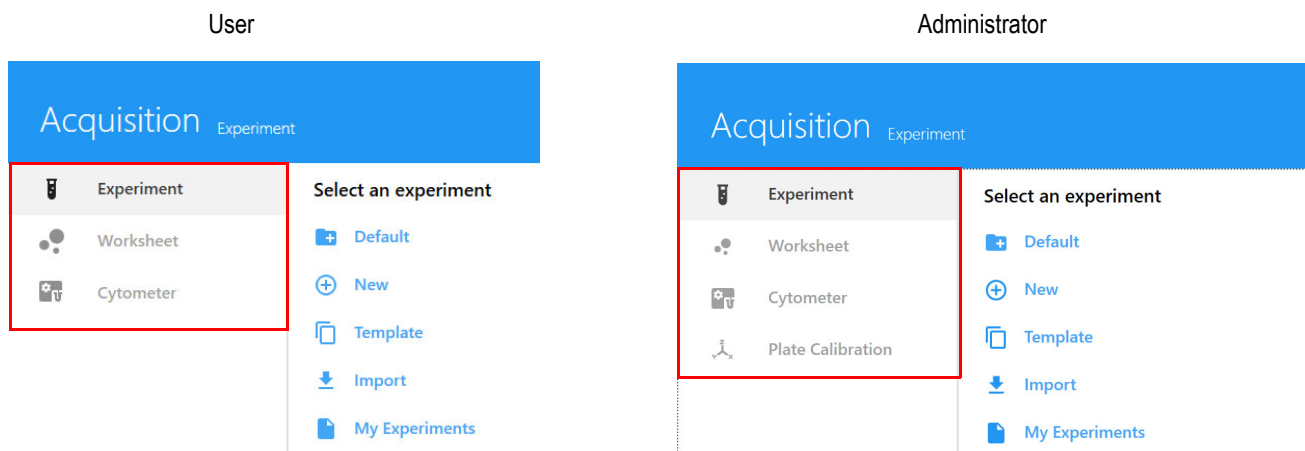 User
Administrator
Acquisition Experiment
Experiment
Worksheet
Cytometer
Select an experiment
Default
New
Template
Import
My Experiments
Acquisition Experiment
Experiment
Worksheet
Cytometer
Plate Calibration
Select an experiment
Default
New
Template
Import
My Experiments